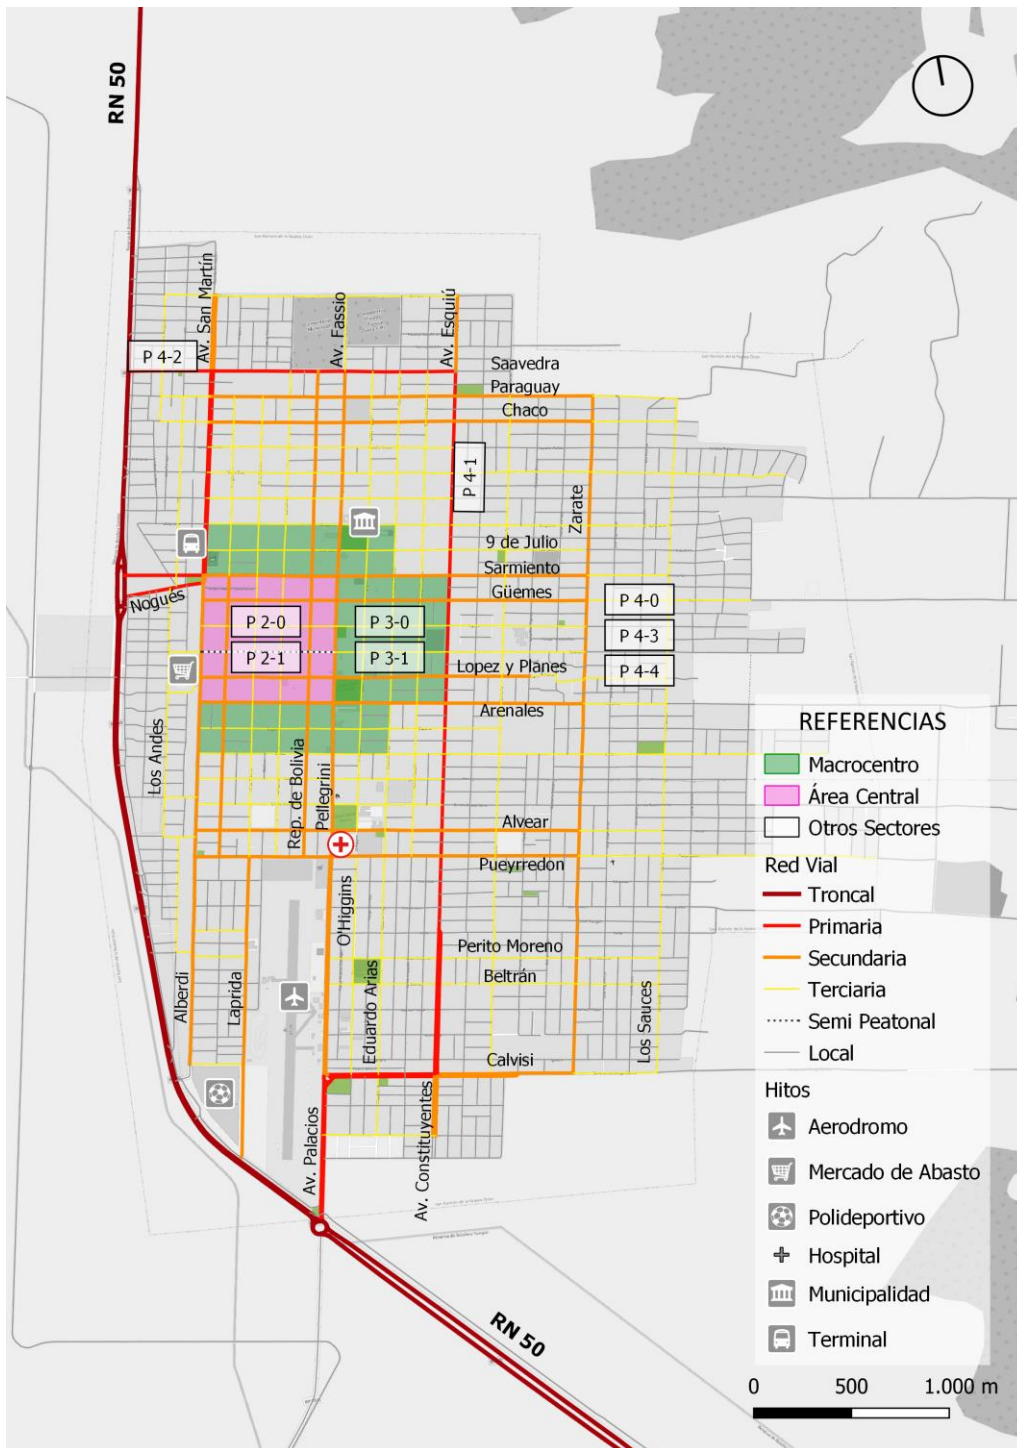 RN 50
Av. San Martín
Av. Fassio
Av. Esquiú
P 4-2
Saavedra
Paraguay
Chaco
P 4-1
Zarate
9 de Julio
Sarmiento
Güemes
Nogués
P 2-0
P 3-0
P 4-0
P 2-1
P 3-1
P 4-3
Lopez y Planes
P 4-4
Arenales
Los Andes
Rep. de Bolivia
Pellegrini
Alvear
Pueyrredon
O'Higgins
Perito Moreno
Beltrán
Alberdi
Laprida
Eduardo Arias
Los Sauces
Calvisi
Av. Palacios
Av. Constituyentes
RN 50
REFERENCIAS
Macrocentro
Área Central
Otros Sectores
Red Vial
Troncal
Primaria
Secundaria
Terciaria
Semi Peatonal
Local
Hitos
Aerodromo
Mercado de Abasto
Polideportivo
Hospital
Municipalidad
Terminal
0 500 1.000 m